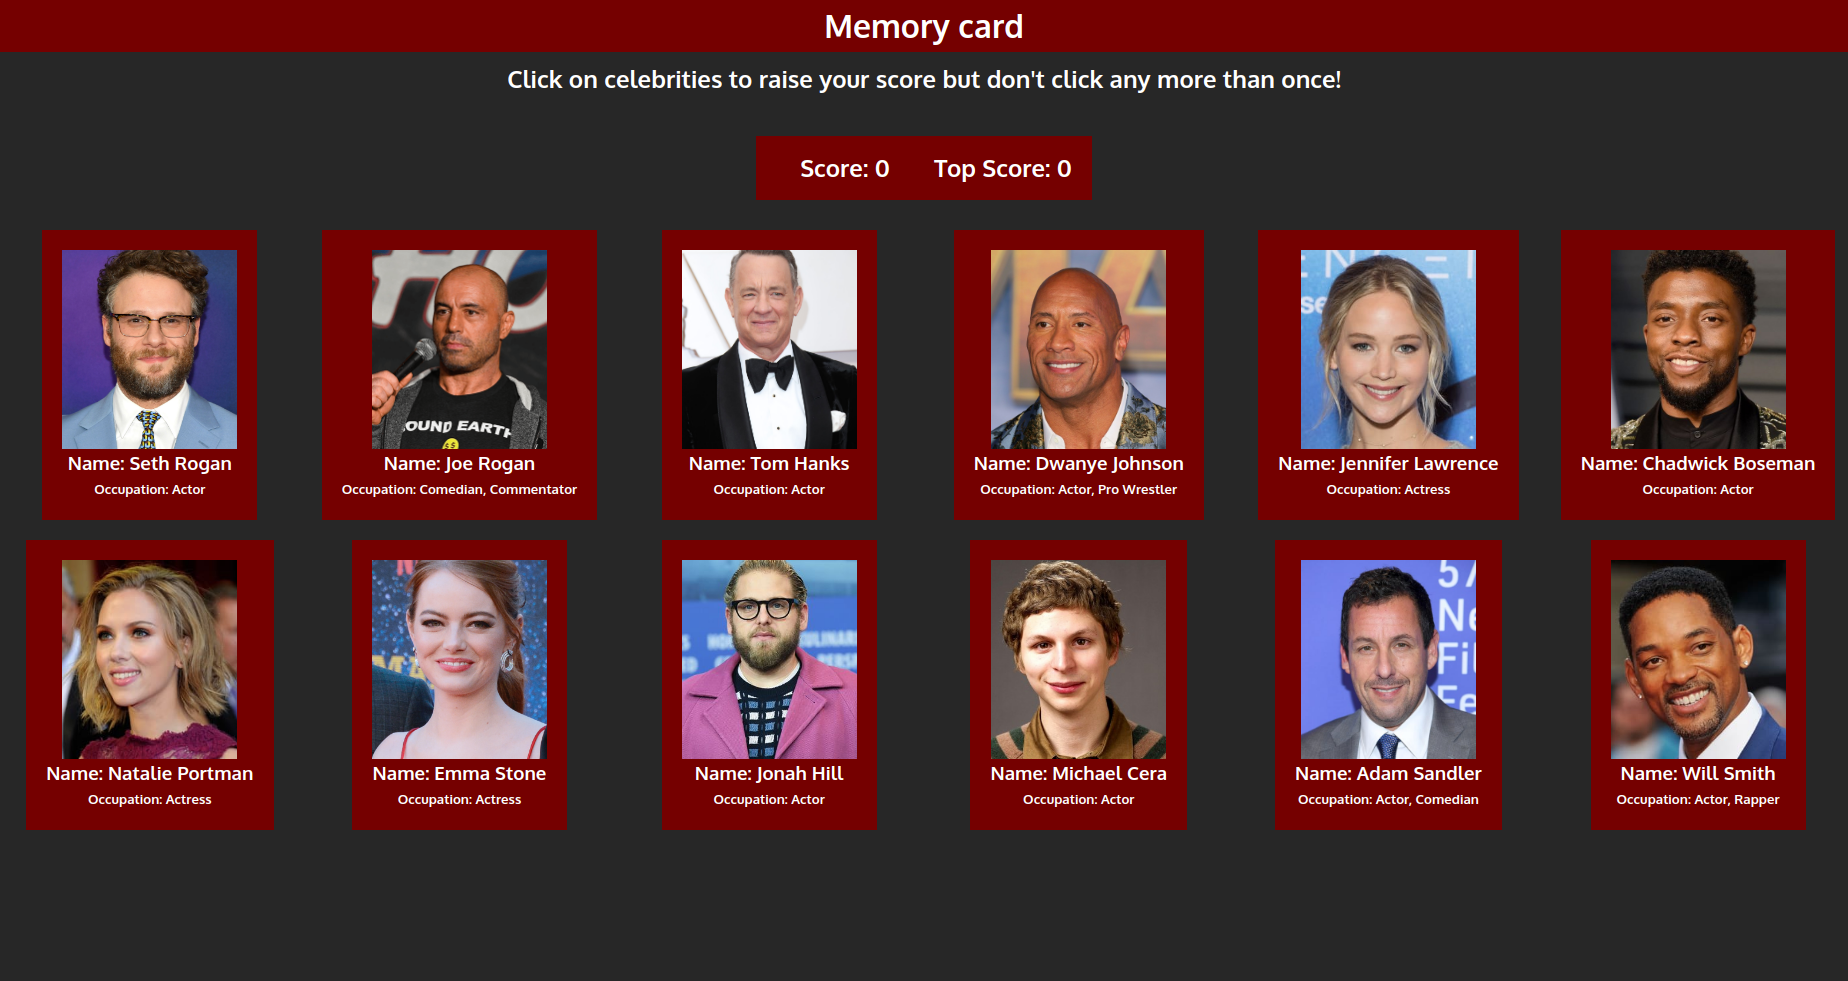 Memory card
Click on celebrities to raise your score but don't click any more than once!
Score: 0 Top Score: 0
OUND EARTH
$$
Name: Seth Rogan
Occupation: Actor
Name: Joe Rogan
Occupation: Comedian, Commentator
Name: Tom Hanks
Occupation: Actor
Name: Dwanye Johnson
Occupation: Actor, Pro Wrestler
Name: Jennifer Lawrence
Occupation: Actress
Name: Chadwick Boseman
Occupation: Actor
57
Ne
Fil
Fe
Name: Natalie Portman
Occupation: Actress
Name: Emma Stone
Occupation: Actress
Name: Jonah Hill
Occupation: Actor
Name: Michael Cera
Occupation: Actor
Name: Adam Sandler
Occupation: Actor, Comedian
Name: Will Smith
Occupation: Actor, Rapper